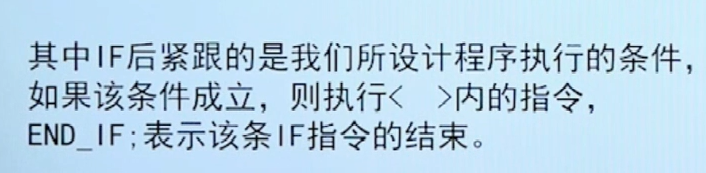 其中IF后紧跟的是我们所设计程序执行的条件，
如果该条件成立，则执行<  >内的指令，
END_IF;表示该条IF指令的结束。